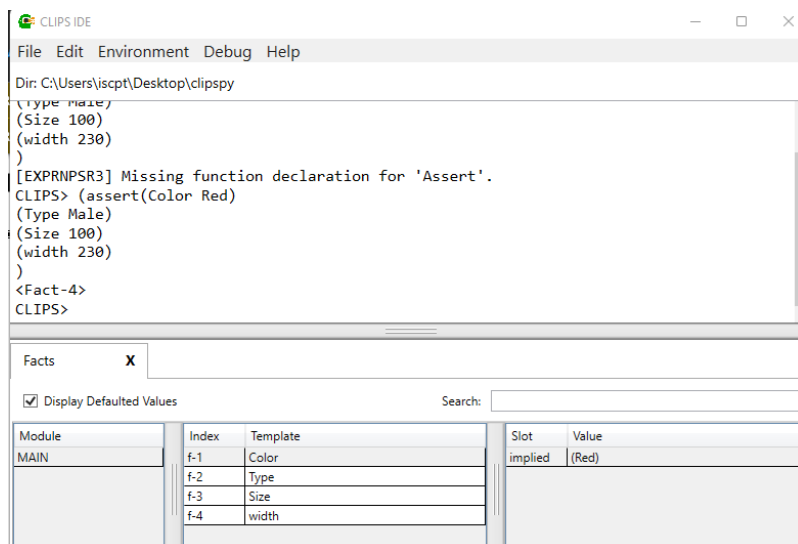 CLIPS IDE
File Edit Environment Debug Help
Dir: C:\Users\iscpt\Desktop\clipspy
(Type Male)
(Size 100)
(width 230)
)
[EXPRNPSR3] Missing function declaration for 'Assert'.
CLIPS> (assert(Color Red)
(Type Male)
(Size 100)
(width 230)
)
<Fact-4>
CLIPS>
Facts X
Display Defaulted Values Search:
Module Index Template Slot Value
MAIN f-1 Color implied (Red)
f-2 Type
f-3 Size
f-4 width